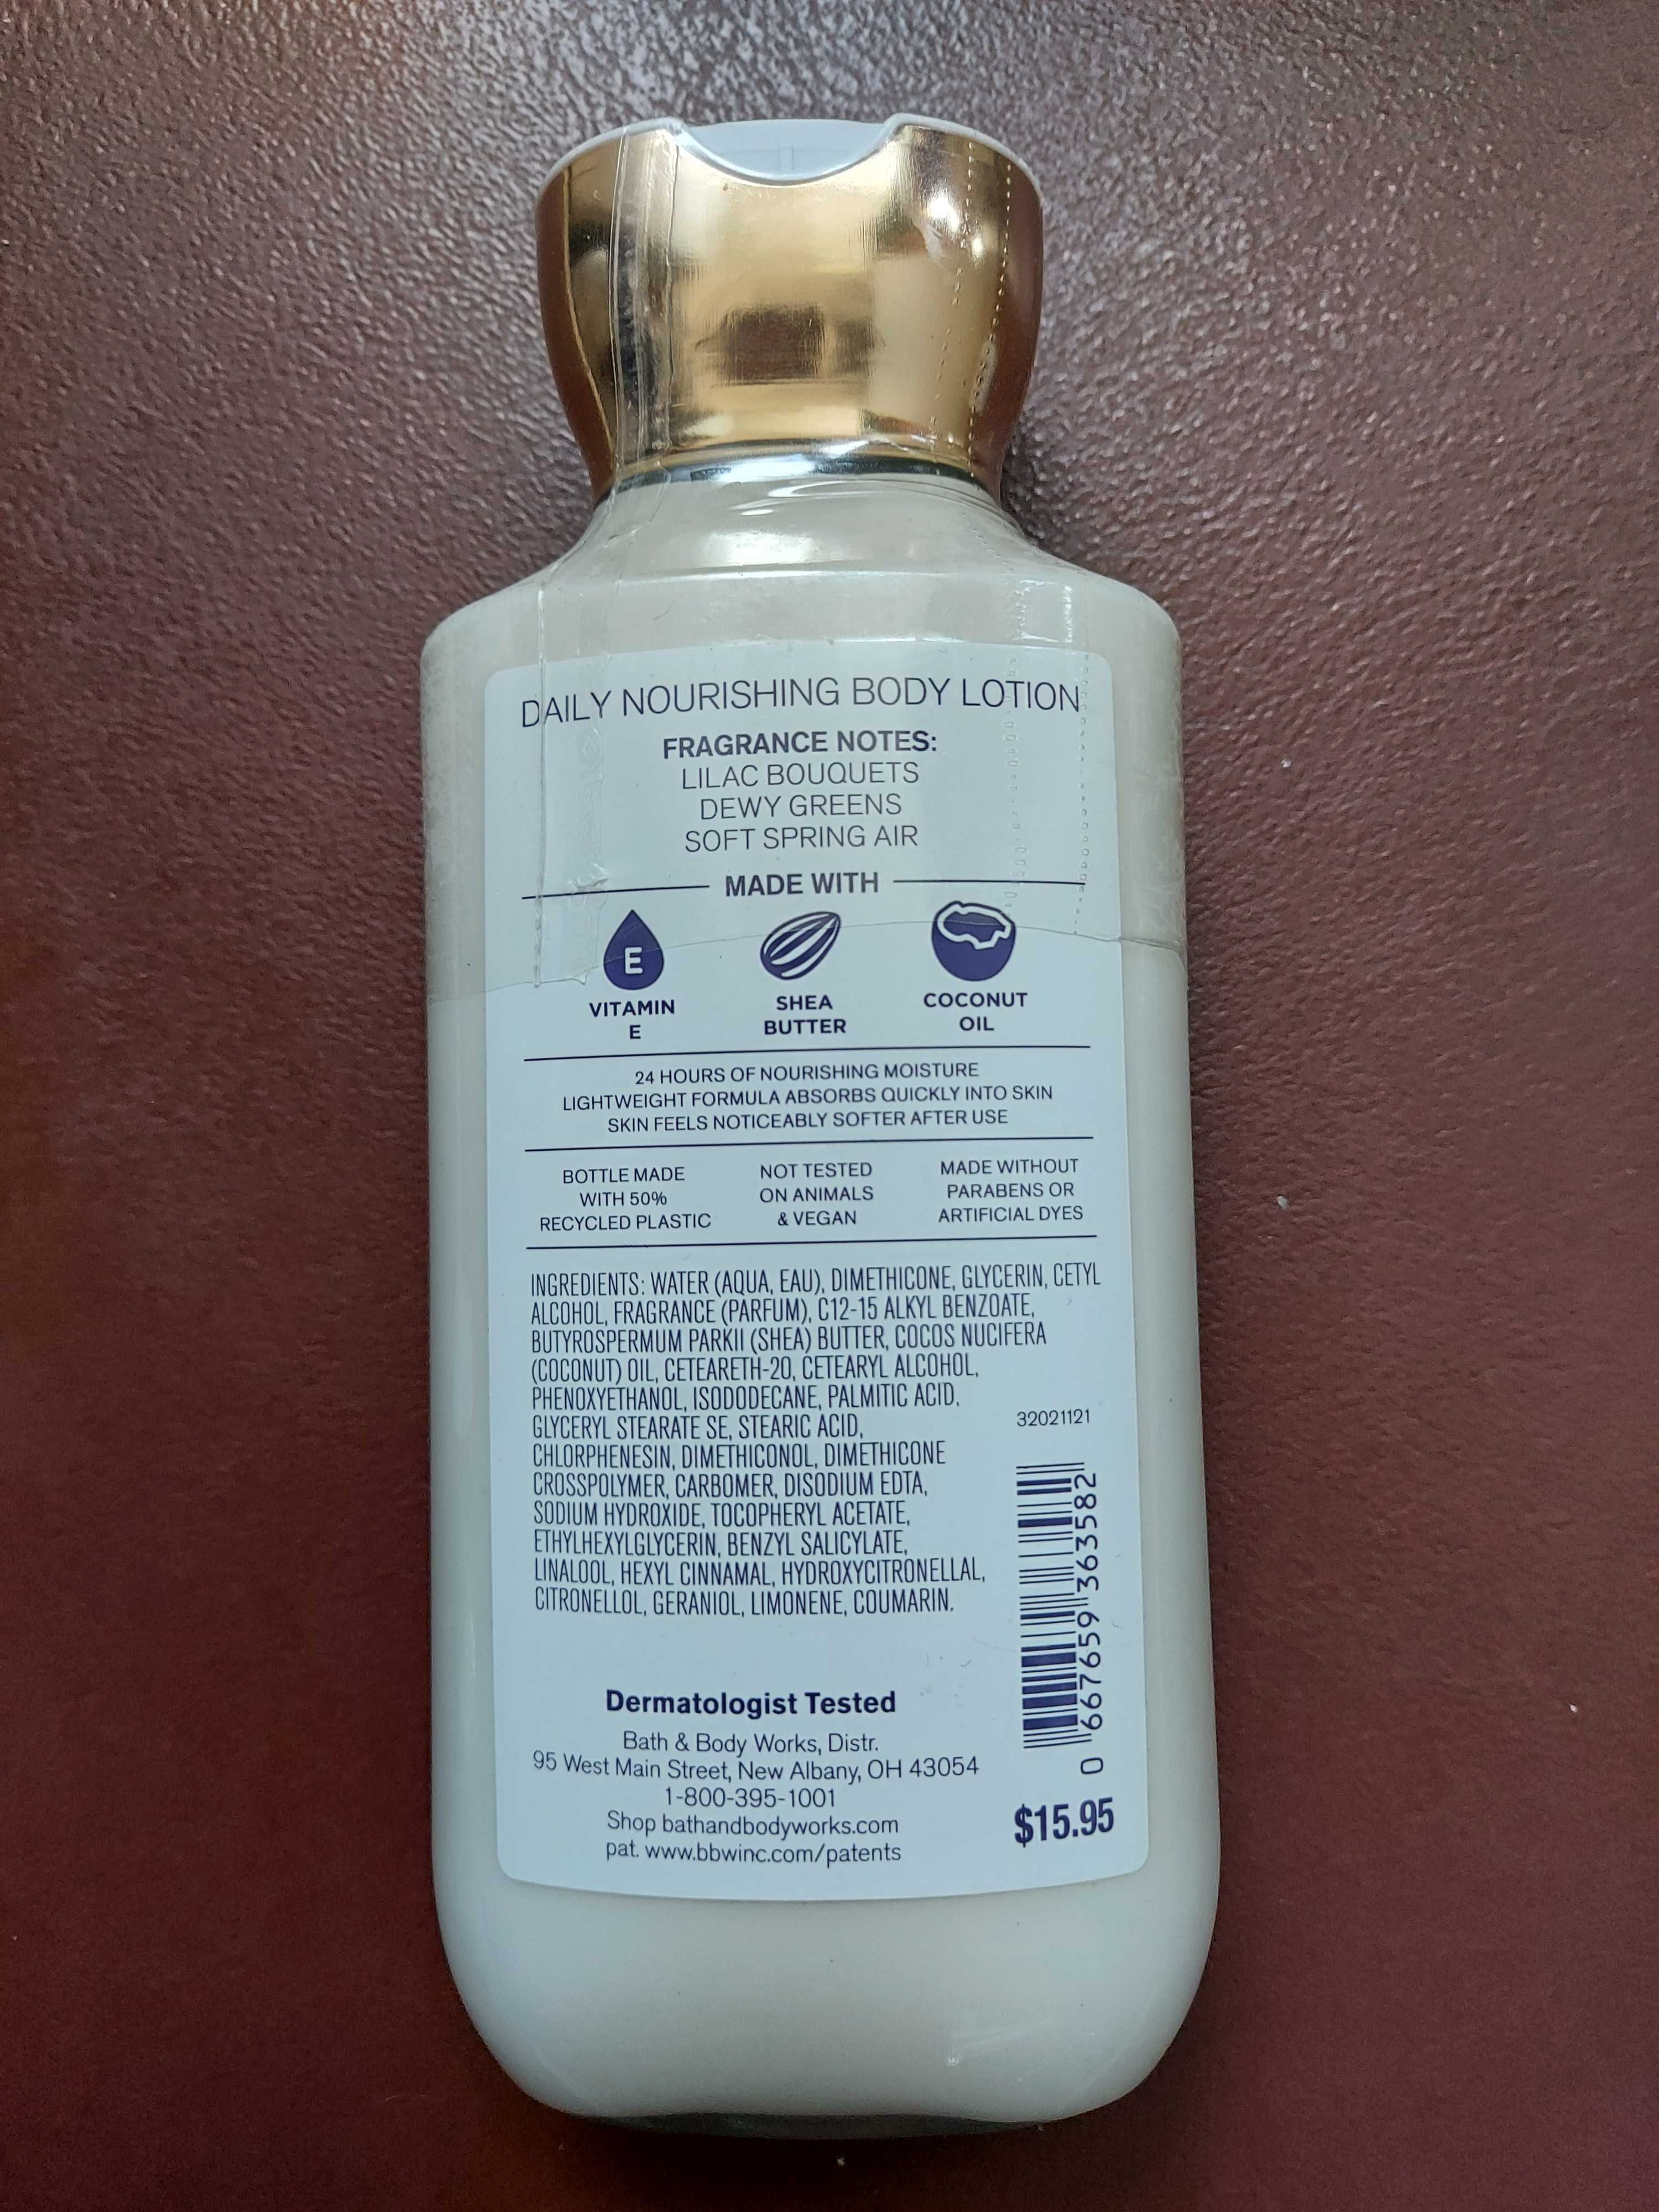 DAILY NOURISHING BODY LOTION
FRAGRANCE NOTES:
LILAC BOUQUETS
DEWY GREENS
SOFT SPRING AIR
MADE WITH
E
VITAMIN
E
SHEA
BUTTER
COCONUT
OIL
24 HOURS OF NOURISHING MOISTURE
LIGHTWEIGHT FORMULA ABSORBS QUICKLY INTO SKIN
SKIN FEELS NOTICEABLY SOFTER AFTER USE
BOTTLE MADE
WITH 50%
RECYCLED PLASTIC
NOT TESTED
ON ANIMALS
& VEGAN
MADE WITHOUT
PARABENS OR
ARTIFICIAL DYES
INGREDIENTS: WATER (AQUA, EAU), DIMETHICONE, GLYCERIN, CETYL
ALCOHOL, FRAGRANCE (PARFUM), C12-15 ALKYL BENZOATE,
BUTYROSPERMUM PARKII (SHEA) BUTTER, COCOS NUCIFERA
(COCONUT) OIL, CETEARETH-20, CETEARYL ALCOHOL,
PHENOXYETHANOL, ISODODECANE, PALMITIC ACID,
GLYCERYL STEARATE SE, STEARIC ACID,
CHLORPHENESIN, DIMETHICONOL, DIMETHICONE
CROSSPOLYMER, CARBOMER, DISODIUM EDTA,
SODIUM HYDROXIDE, TOCOPHERYL ACETATE,
ETHYLHEXYLGLYCERIN, BENZYL SALICYLATE,
LINALOOL, HEXYL CINNAMAL, HYDROXYCITRONELLAL,
CITRONELLOL, GERANIOL, LIMONENE, COUMARIN.
32021121
0 667659 363582
$15.95
Dermatologist Tested
Bath & Body Works, Distr.
95 West Main Street, New Albany, OH 43054
1-800-395-1001
Shop bathandbodyworks.com
pat. www.bbwinc.com/patents